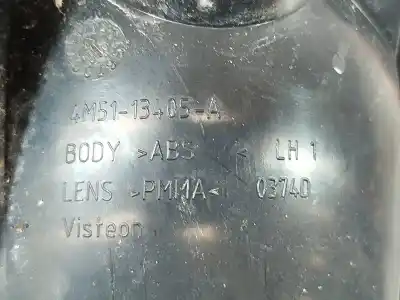 4M51-13405-A
BODY >ABS< LH 1
LENS >PMMA< 03740
Visteon